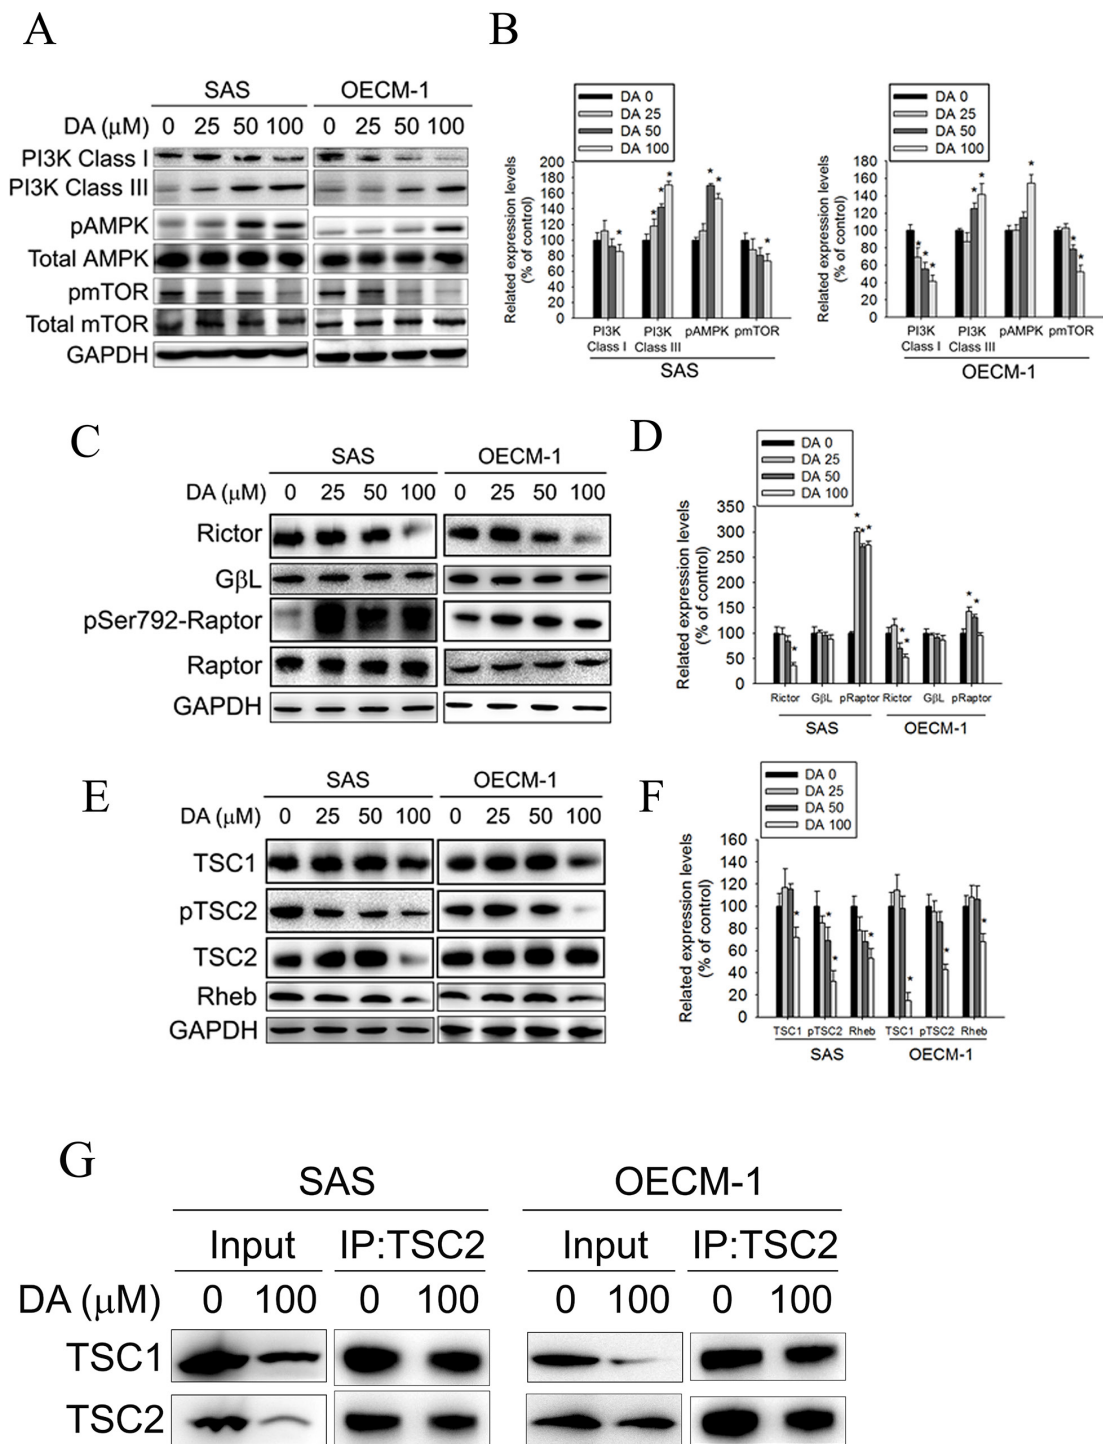 A
SAS OECM-1
DA (µM) 0 25 50 100 0 25 50 100
PI3K Class I
PI3K Class III
pAMPK
Total AMPK
pmTOR
Total mTOR
GAPDH
B
DA 0
DA 25
DA 50
DA 100
Related expression levels
(% of control)
200
180
160
140
120
100
80
60
40
20
0
* * * * * * *
PI3K PI3K pAMPK pmTOR
Class I Class III
SAS
DA 0
DA 25
DA 50
DA 100
Related expression levels
(% of control)
180
160
140
120
100
80
60
40
20
0
* * * * * * * *
PI3K PI3K pAMPK pmTOR
Class I Class III
OECM-1
C
SAS OECM-1
DA (µM) 0 25 50 100 0 25 50 100
Rictor
GβL
pSer792-Raptor
Raptor
GAPDH
D
DA 0
DA 25
DA 50
DA 100
Related expression levels
(% of control)
350
300
250
200
150
100
50
0
* * * * * * * *
Rictor GβL pRaptor Rictor GβL pRaptor
SAS OECM-1
E
SAS OECM-1
DA (µM) 0 25 50 100 0 25 50 100
TSC1
pTSC2
TSC2
Rheb
GAPDH
F
DA 0
DA 25
DA 50
DA 100
Related expression levels
(% of control)
160
140
120
100
80
60
40
20
0
* * * * * * *
TSC1 pTSC2 Rheb TSC1 pTSC2 Rheb
SAS OECM-1
G
SAS OECM-1
Input IP:TSC2 Input IP:TSC2
DA (µM) 0 100 0 100 0 100 0 100
TSC1
TSC2